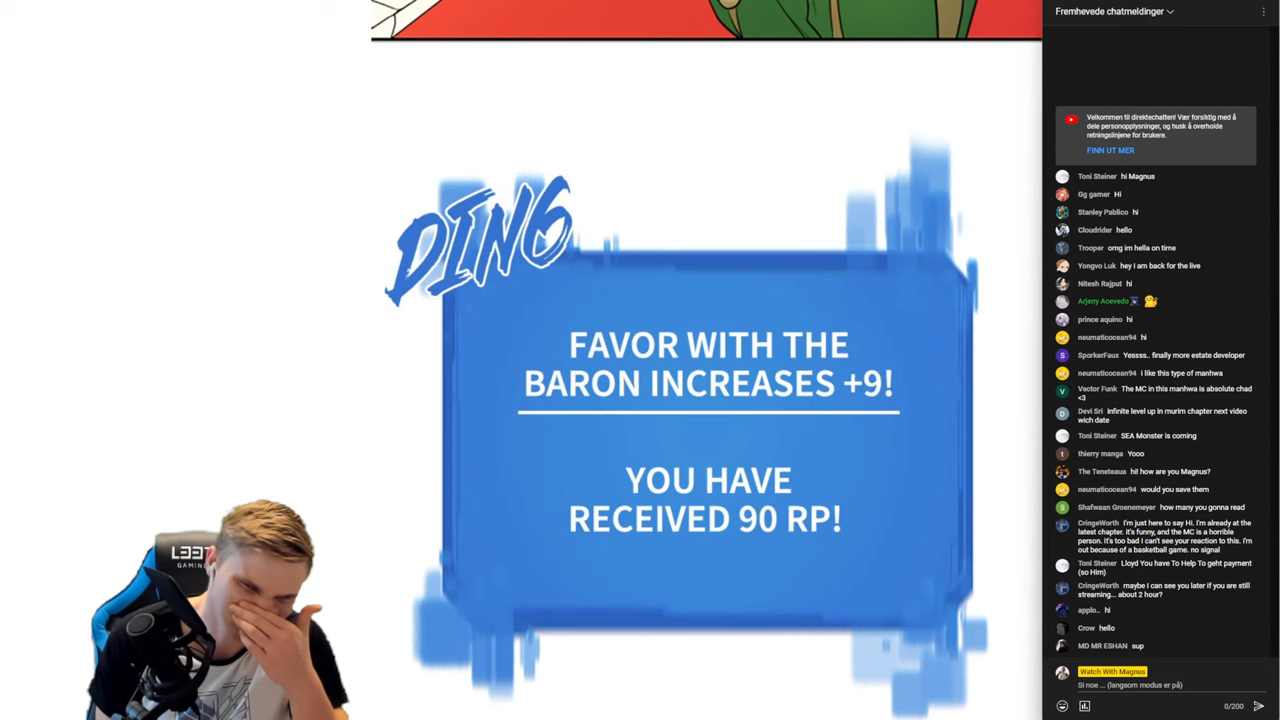 DING
FAVOR WITH THE
BARON INCREASES +9!
YOU HAVE
RECEIVED 90 RP!
L33T
GAMING
Fremhevede chatmeldinger
Velkommen til direktechatten! Vær forsiktig med å
dele personopplysninger, og husk å overholde
retningslinjene for brukere.
FINN UT MER
Toni Steiner hi Magnus
Gg gamer Hi
Stanley Pablico hi
Cloudrider hello
Trooper omg im hella on time
Yongvo Luk hey I am back for the live
Nitesh Rajput hi
Arjeny Acevedo
prince aquino hi
neumaticocean94 hi
S
SporkerFaux Yessss.. finally more estate developer
neumaticocean94 i like this type of manhwa
V
Vector Funk The MC in this manhwa is absolute chad
<3
Devi Sri infinite level up in murim chapter next video
wich date
Toni Steiner SEA Monster is coming
t
thierry manga Yooo
The Teneteaua hi! how are you Magnus?
neumaticocean94 would you save them
S
Shafwaan Groenemeyer how many you gonna read
CringeWorth I'm just here to say Hi. I'm already at the
latest chapter. it's funny, and the MC is a horrible
person. it's too bad I can't see your reaction to this. I'm
out because of a basketball game. no signal
Toni Steiner Lloyd You have To Help To geht payment
(so Him)
CringeWorth maybe I can see you later if you are still
streaming... about 2 hour?
applo.. hi
Crow hello
MD MR ESHAN sup
Watch With Magnus
Si noe ... (langsom modus er på)
0/200